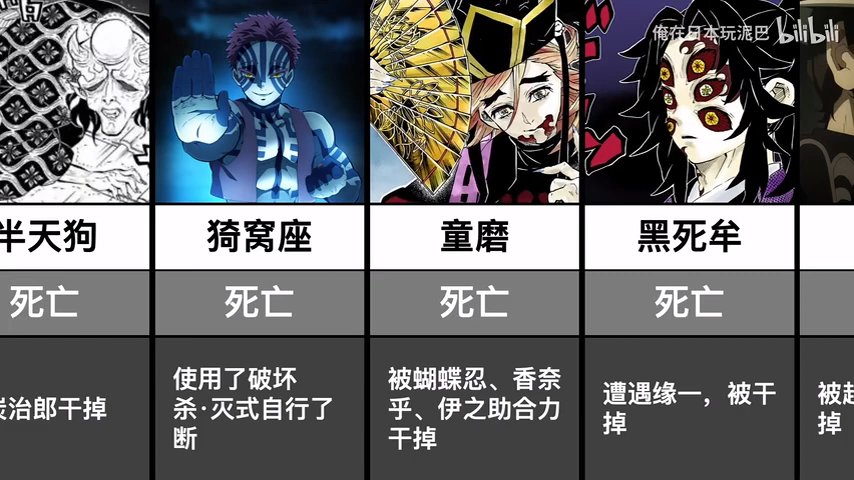 俺在日本玩泥巴 bilibili
半天狗
猗窝座
童磨
黑死牟
死亡
死亡
死亡
死亡
炭治郎干掉
使用了破坏
杀·灭式自行了
断
被蝴蝶忍、香奈
乎、伊之助合力
干掉
遭遇缘一，被干
掉
被
掉